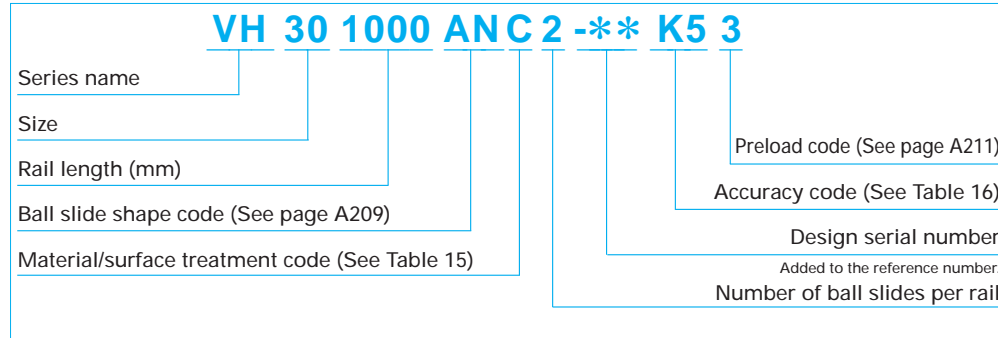 VH 30 1000 AN C 2 -** K5 3
Series name
Size
Rail length (mm)
Ball slide shape code (See page A209)
Material/surface treatment code (See Table 15)
Preload code (See page A211)
Accuracy code (See Table 16)
Design serial number
Added to the reference number.
Number of ball slides per rail